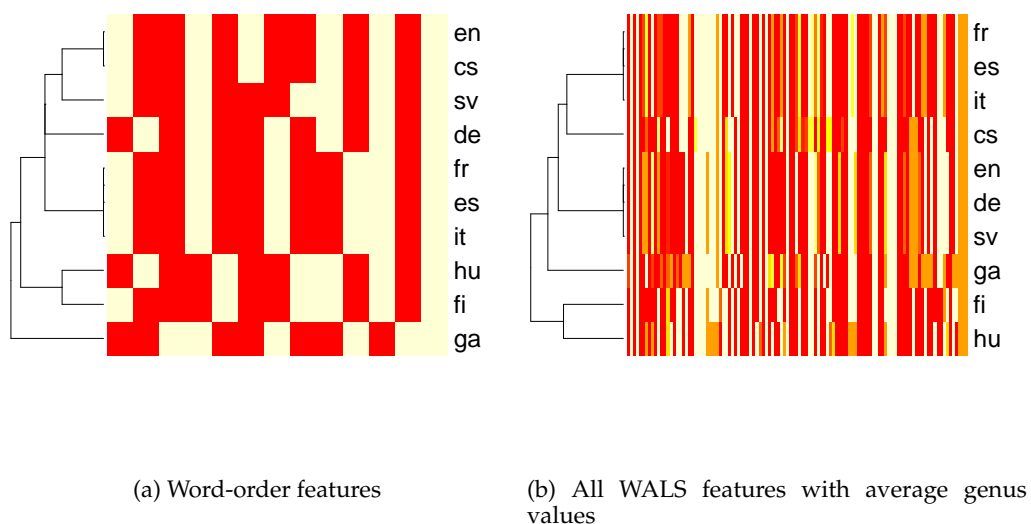 en
cs
sv
de
fr
es
it
hu
fi
ga
fr
es
it
cs
en
de
sv
ga
fi
hu
(a) Word-order features
(b) All WALS features with average genus
values